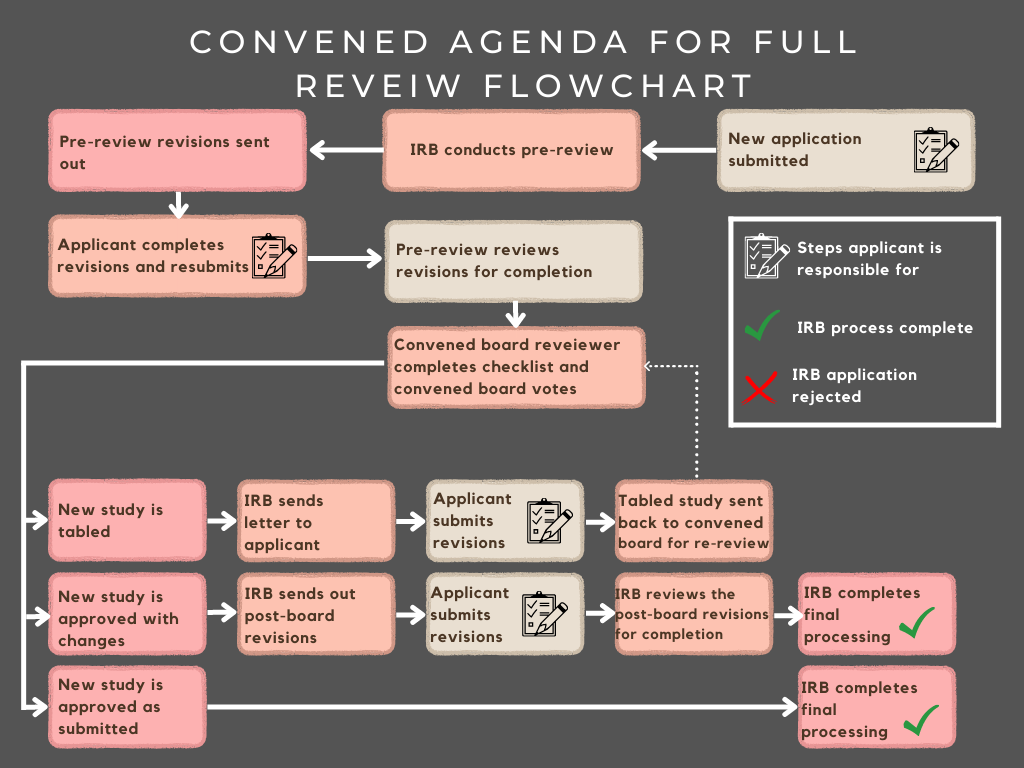 CONVENED AGENDA FOR FULL
REVEIW FLOWCHART
Pre-review revisions sent
out
IRB conducts pre-review
New application
submitted
Applicant completes
revisions and resubmits
Pre-review reviews
revisions for completion
Steps applicant is
responsible for
IRB process complete
IRB application
rejected
Convened board reveiewer
completes checklist and
convened board votes
New study is
tabled
IRB sends
letter to
applicant
Applicant
submits
revisions
Tabled study sent
back to convened
board for re-review
New study is
approved with
changes
IRB sends out
post-board
revisions
Applicant
submits
revisions
IRB reviews the
post-board revisions
for completion
IRB completes
final
processing
New study is
approved as
submitted
IRB completes
final
processing